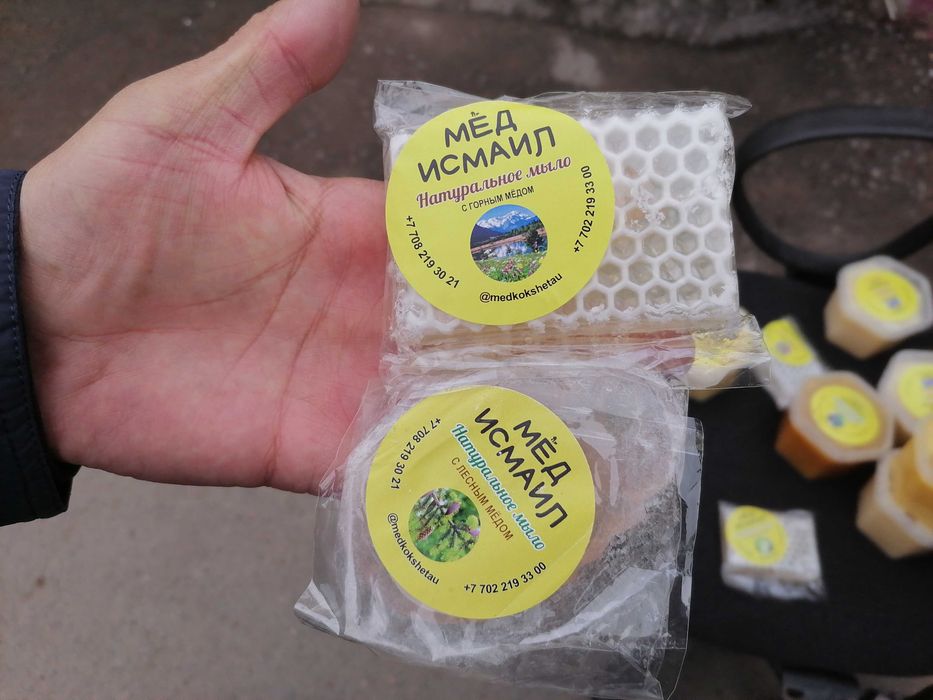 МЁД
ИСМАИЛ
Натуральное мыло
С ГОРНЫМ МЁДОМ
+7 708 219 30 21
+7 702 219 33 00
@medkokshetau
МЁД
ИСМАИЛ
Натуральное мыло
С ЛЕСНЫМ МЁДОМ
+7 708 219 30 21
@medkokshetau
+7 702 219 33 00